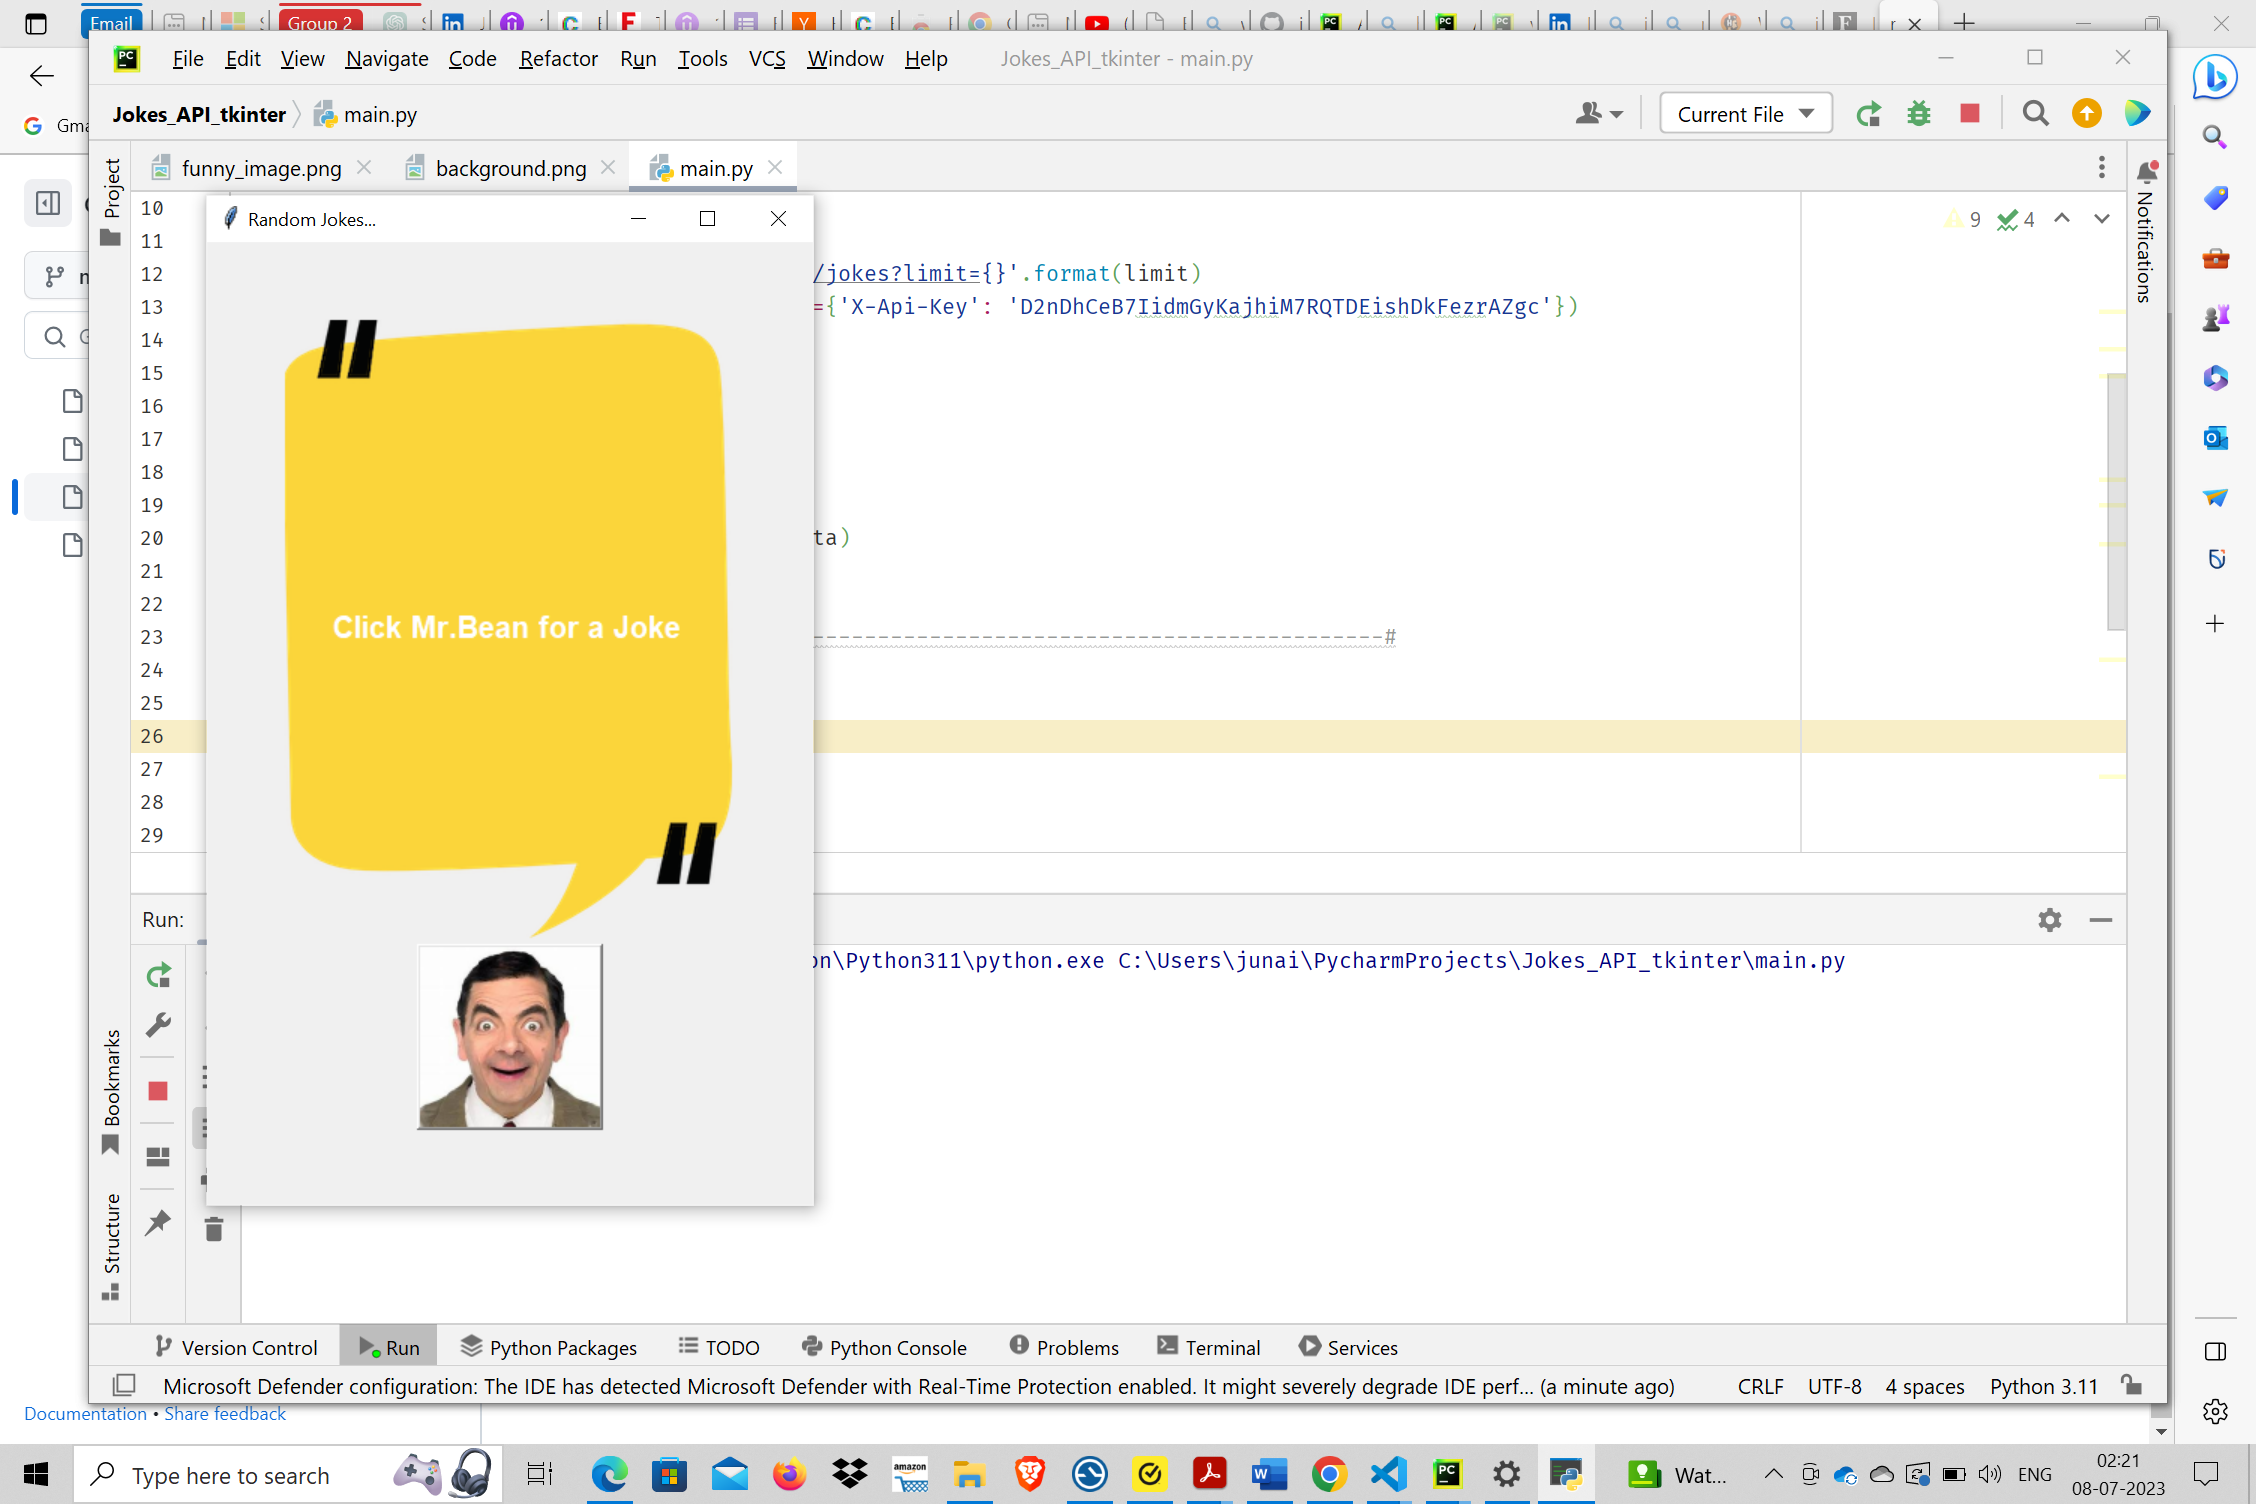 Email
Group 2
File Edit View Navigate Code Refactor Run Tools VCS Window Help Jokes_API_tkinter - main.py
Jokes_API_tkinter main.py Current File
Project funny_image.png background.png main.py
Notifications
Random Jokes...
9 4
10
11
12 /jokes?limit={}'.format(limit)
13 ={'X-Api-Key': 'D2nDhCeB7IidmGyKajhiM7RQTDEishDkFezrAZgc'})
14
15
16
17
18
19
20 ta)
21
22
23 ------------------------------------------------#
24
25
26
27
28
29
"
Click Mr.Bean for a Joke
"
Run:
on\Python311\python.exe C:\Users\junai\PycharmProjects\Jokes_API_tkinter\main.py
Bookmarks
Structure
Version Control Run Python Packages TODO Python Console Problems Terminal Services
Microsoft Defender configuration: The IDE has detected Microsoft Defender with Real-Time Protection enabled. It might severely degrade IDE perf... (a minute ago) CRLF UTF-8 4 spaces Python 3.11
Documentation • Share feedback
Type here to search amazon Wat... ENG 02:21
08-07-2023